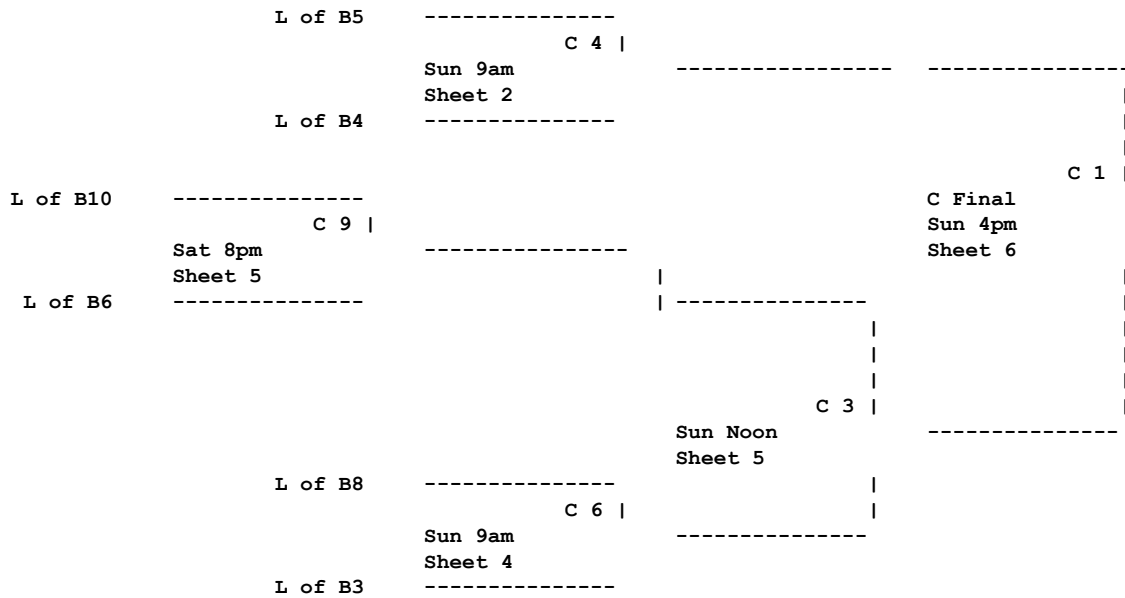 L of B5
C 4
Sun 9am
Sheet 2
L of B4
C 1
L of B10
C Final
C 9
Sun 4pm
Sat 8pm
Sheet 6
Sheet 5
L of B6
C 3
Sun Noon
Sheet 5
L of B8
C 6
Sun 9am
Sheet 4
L of B3